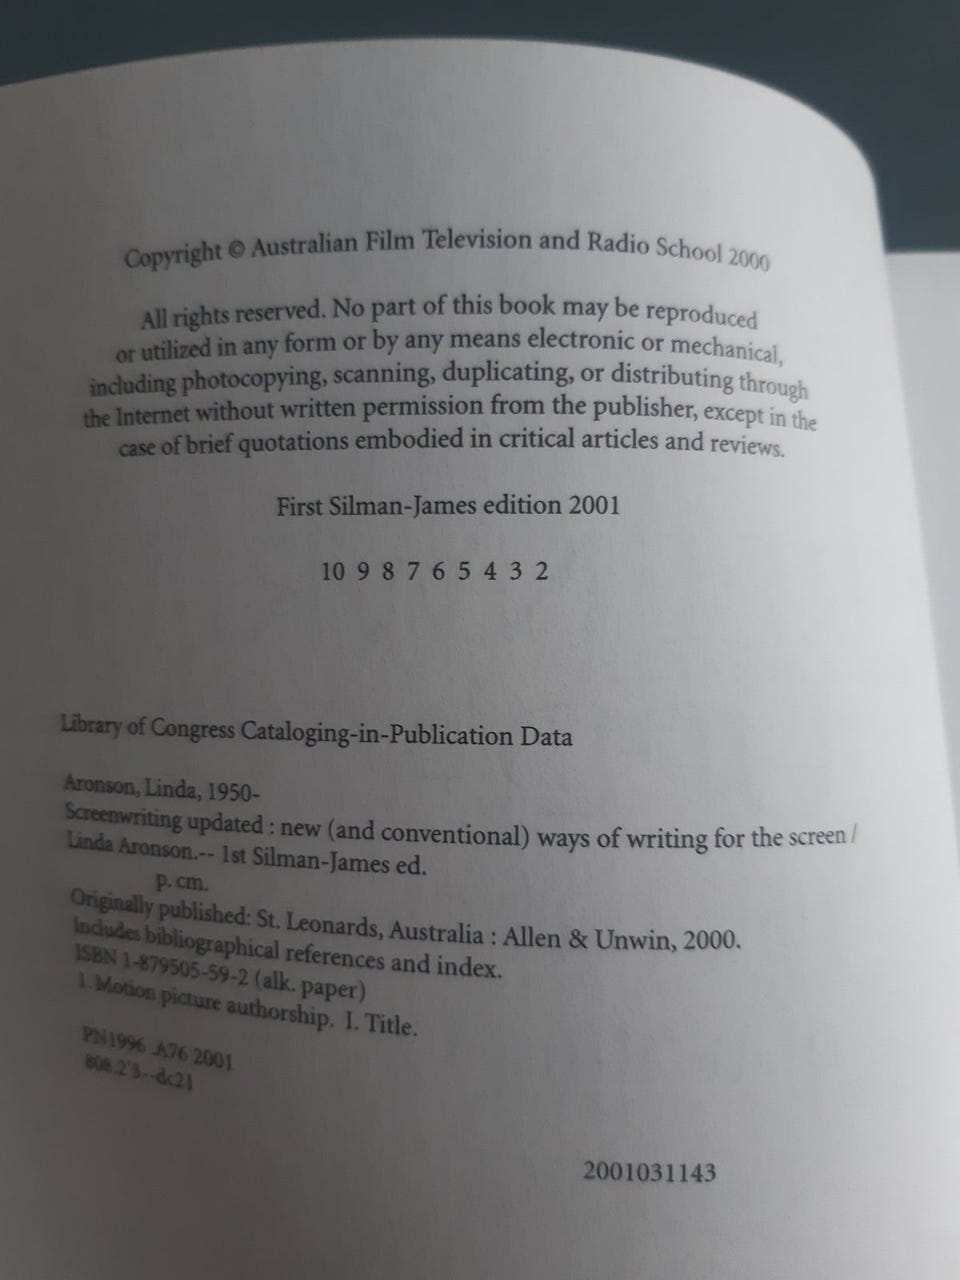 Copyright © Australian Film Television and Radio School 2000
All rights reserved. No part of this book may be reproduced
or utilized in any form or by any means electronic or mechanical,
including photocopying, scanning, duplicating, or distributing through
the Internet without written permission from the publisher, except in the
case of brief quotations embodied in critical articles and reviews.
First Silman-James edition 2001
10 9 8 7 6 5 4 3 2
Library of Congress Cataloging-in-Publication Data
Aronson, Linda, 1950-
Screenwriting updated : new (and conventional) ways of writing for the screen /
Linda Aronson.-- 1st Silman-James ed.
p. cm.
Originally published: St. Leonards, Australia : Allen & Unwin, 2000.
Includes bibliographical references and index.
ISBN 1-879505-59-2 (alk. paper)
1. Motion picture authorship. I. Title.
PN1996 .A76 2001
808.2'3--dc21
2001031143